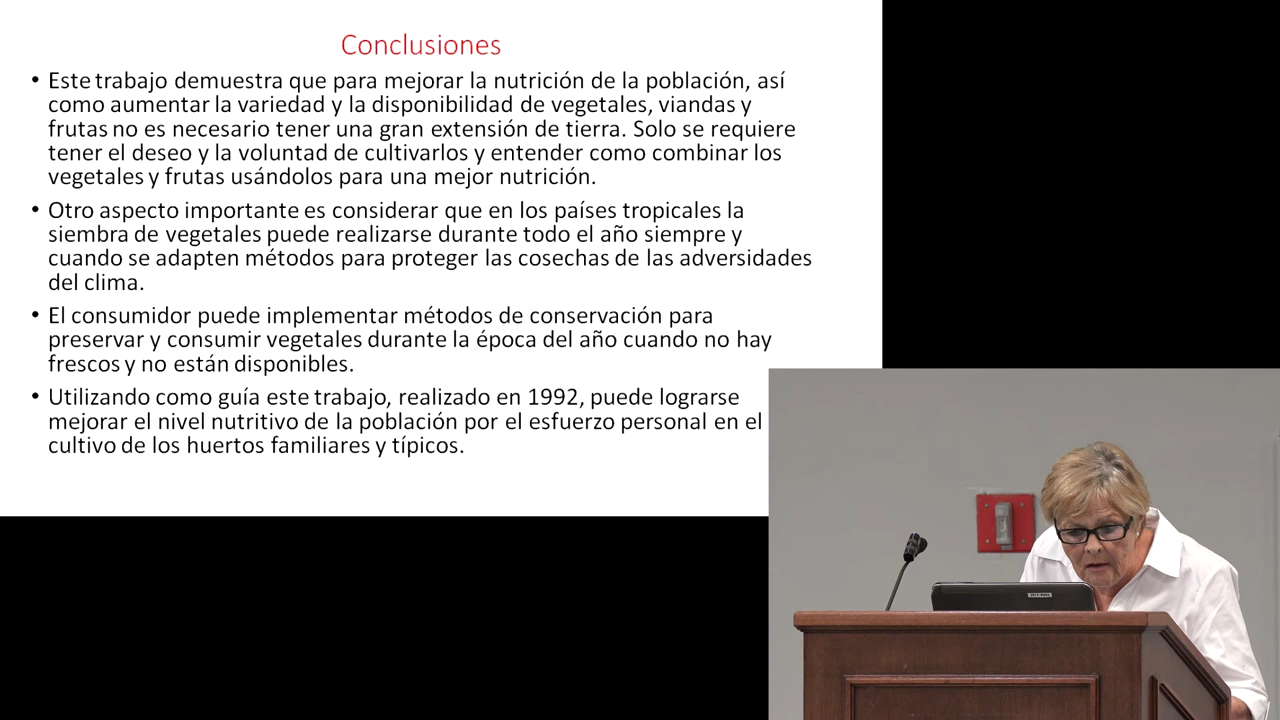 Conclusiones
• Este trabajo demuestra que para mejorar la nutrición de la población, así
como aumentar la variedad y la disponibilidad de vegetales, viandas y
frutas no es necesario tener una gran extensión de tierra. Solo se requiere
tener el deseo y la voluntad de cultivarlos y entender como combinar los
vegetales y frutas usándolos para una mejor nutrición.
• Otro aspecto importante es considerar que en los países tropicales la
siembra de vegetales puede realizarse durante todo el año siempre y
cuando se adapten métodos para proteger las cosechas de las adversidades
del clima.
• El consumidor puede implementar métodos de conservación para
preservar y consumir vegetales durante la época del año cuando no hay
frescos y no están disponibles.
• Utilizando como guía este trabajo, realizado en 1992, puede lograrse
mejorar el nivel nutritivo de la población por el esfuerzo personal en el
cultivo de los huertos familiares y típicos.